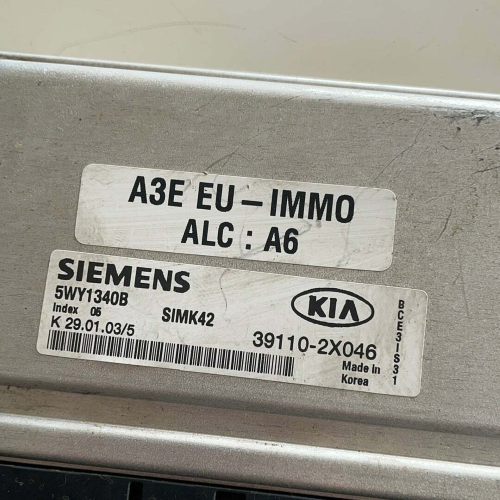 A3E EU-IMMO
ALC : A6
SIEMENS
5WY1340B
Index 05
SIMK42
K 29.01.03/5
KIA
39110-2X046
Made in
Korea
BCE3IS31